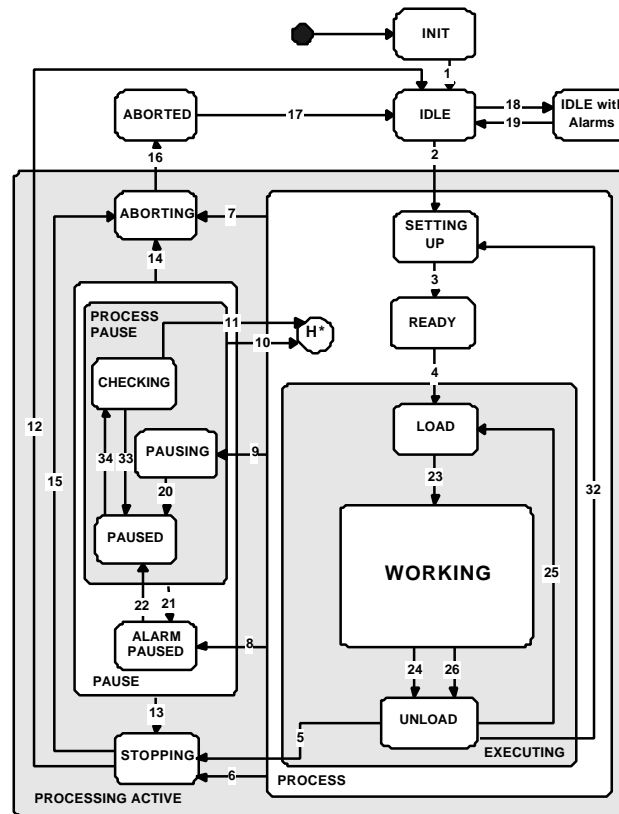 INIT
1
ABORTED
17
IDLE
18
19
IDLE with
Alarms
16
2
ABORTING
7
SETTING
UP
14
3
PROCESS
PAUSE
11
10
H*
READY
CHECKING
4
12
LOAD
34
33
PAUSING
9
15
20
23
32
PAUSED
WORKING
25
22
21
ALARM
PAUSED
8
24
26
PAUSE
13
UNLOAD
5
STOPPING
EXECUTING
6
PROCESS
PROCESSING ACTIVE